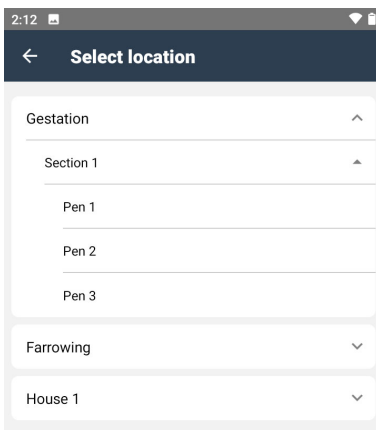 2:12
Select location
Gestation
Section 1
Pen 1
Pen 2
Pen 3
Farrowing
House 1